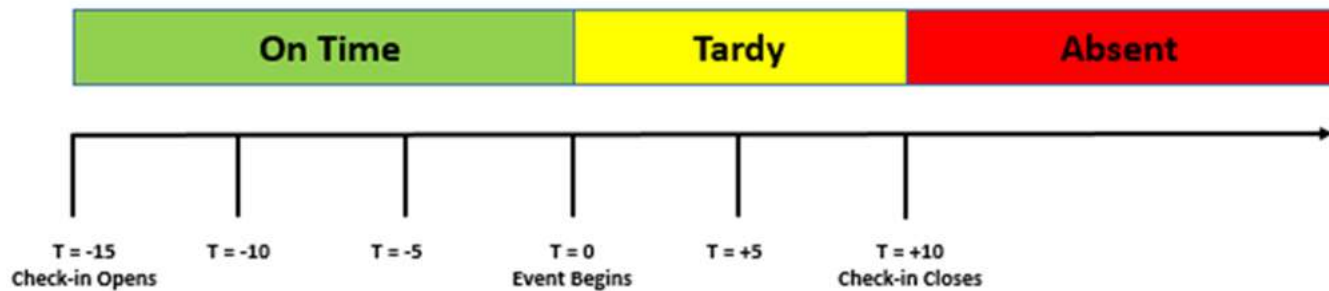 On Time
Tardy
Absent
T = -15
Check-in Opens
T = -10
T = -5
T = 0
Event Begins
T = +5
T = +10
Check-in Closes